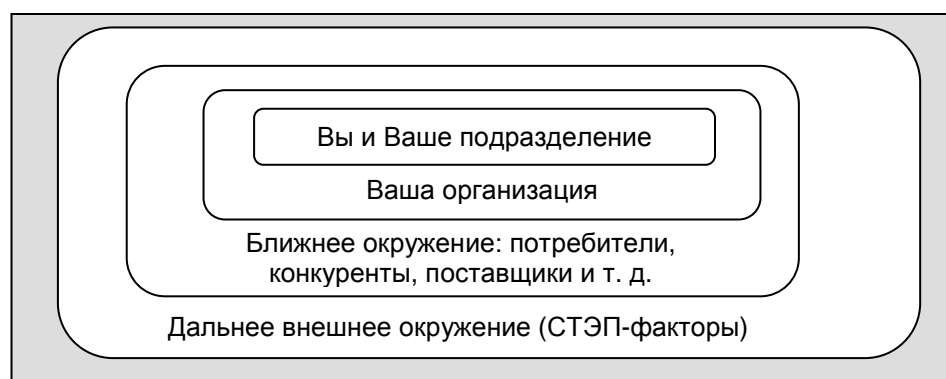 Вы и Ваше подразделение
Ваша организация
Ближнее окружение: потребители,
конкуренты, поставщики и т. д.
Дальнее внешнее окружение (СТЭП-факторы)